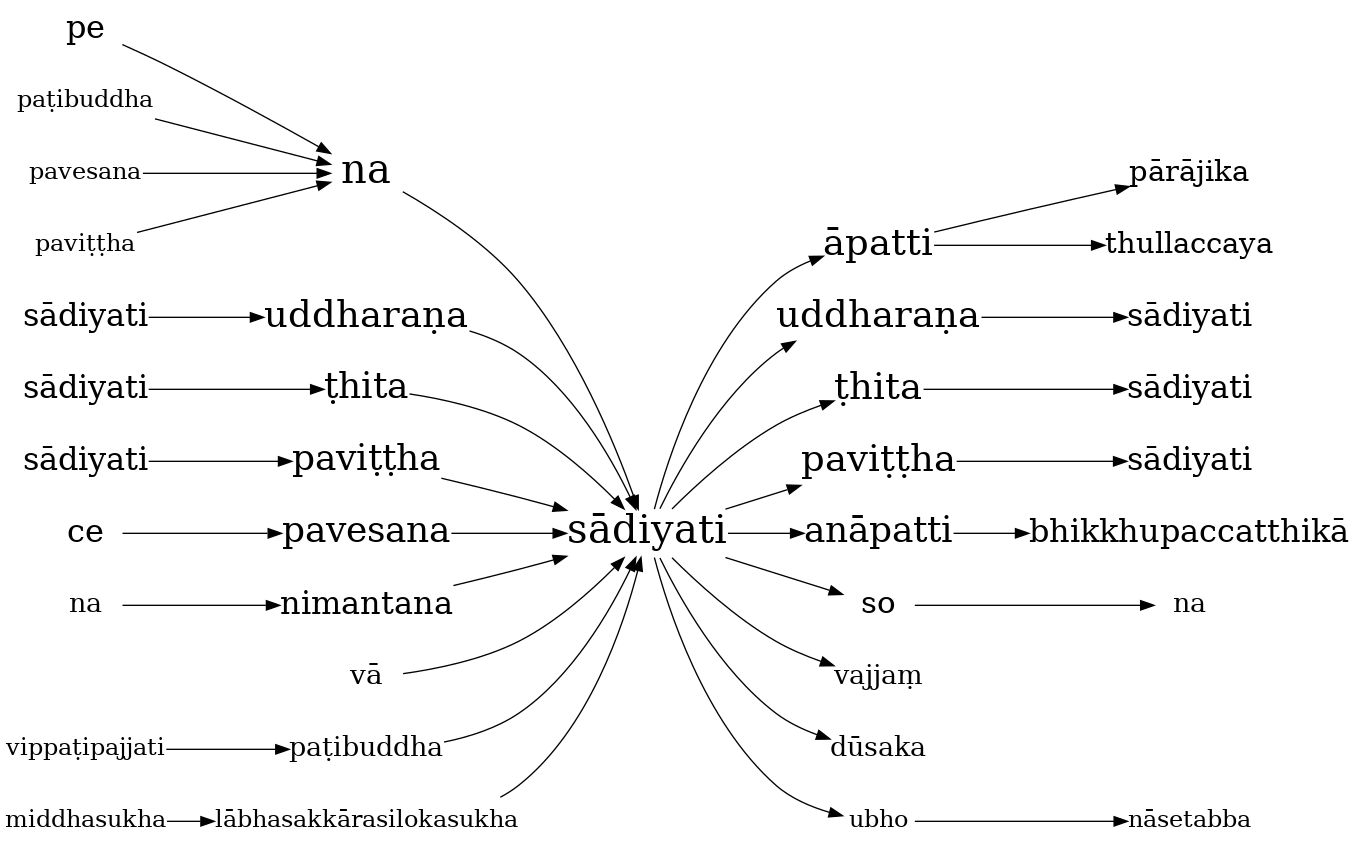 pe
paṭibuddha
pavesana
na
pārājika
paviṭṭha
āpatti
thullaccaya
sādiyati
uddharaṇa
uddharaṇa
sādiyati
sādiyati
ṭhita
ṭhita
sādiyati
sādiyati
paviṭṭha
paviṭṭha
sādiyati
ce
pavesana
sādiyati
anāpatti
bhikkhupaccatthikā
na
nimantana
so
na
vā
vajjaṃ
vippaṭipajjati
paṭibuddha
dūsaka
middhasukha
lābhasakkārasilokasukha
ubho
nāsetabba